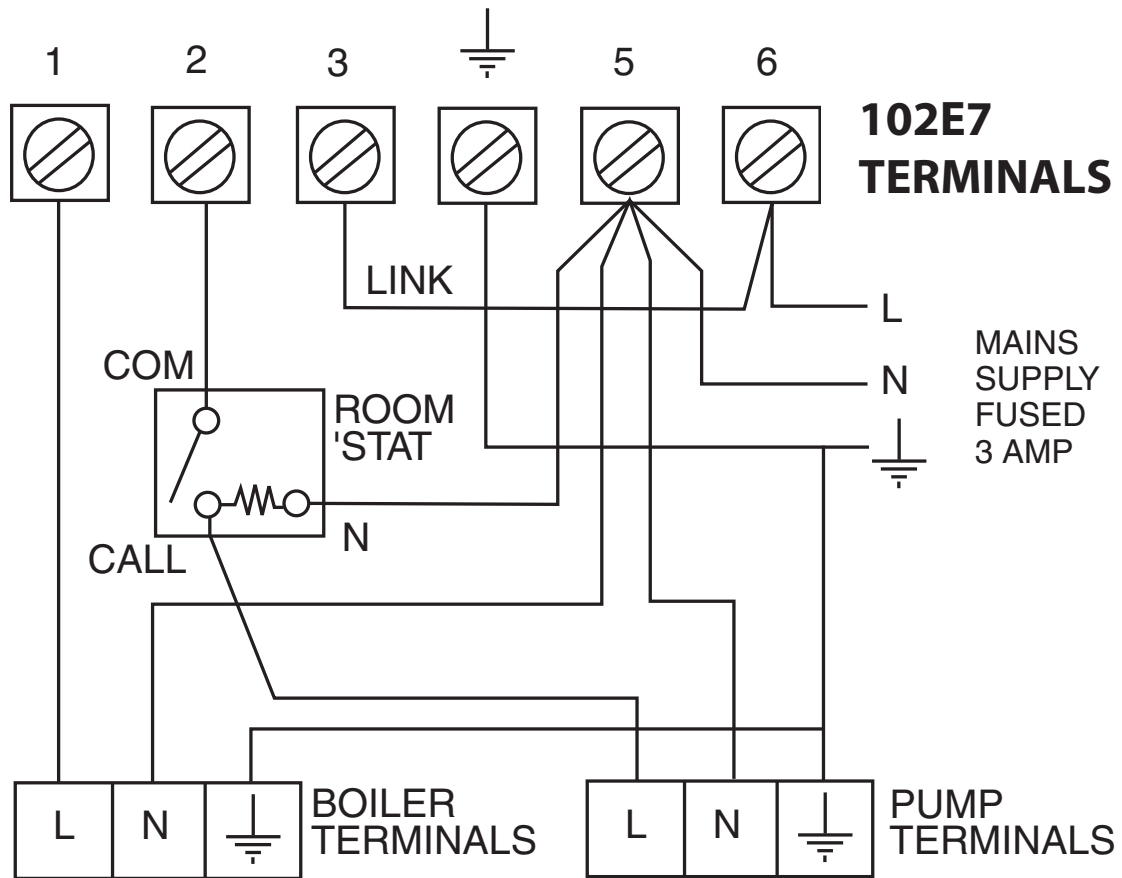 1 2 3 5 6
102E7
TERMINALS
LINK
L
MAINS
SUPPLY
FUSED
3 AMP
N
COM
ROOM
'STAT
N
CALL
L N
BOILER
TERMINALS
L N
PUMP
TERMINALS